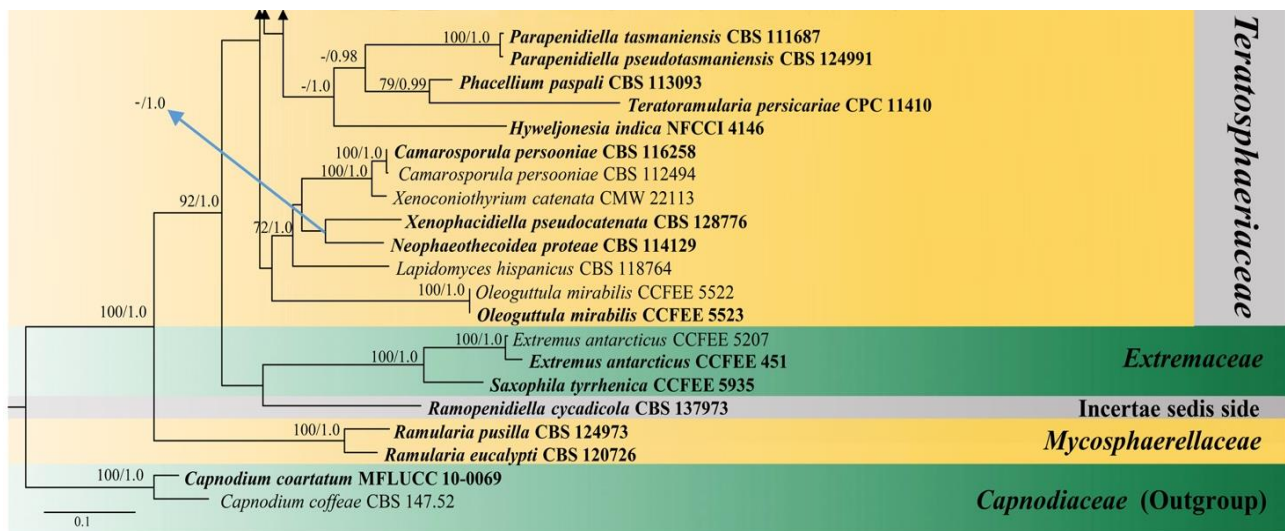 100/1.0
Parapenidiella tasmaniensis CBS 111687
-/0.98
Parapenidiella pseudotasmaniensis CBS 124991
Phacellium paspali CBS 113093
-/1.0
79/0.99
Teratoramularia persicariae CPC 11410
-/1.0
Hyweljonesia indica NFCCI 4146
100/1.0
Camarosporula persooniae CBS 116258
100/1.0
Camarosporula persooniae CBS 112494
Xenoconiothyrium catenata CMW 22113
92/1.0
Xenophacidiella pseudocatenata CBS 128776
72/1.0
Neophaeothecoidea proteae CBS 114129
Lapidomyces hispanicus CBS 118764
100/1.0
Oleoguttula mirabilis CCFEE 5522
Oleoguttula mirabilis CCFEE 5523
Teratosphaeriaceae
100/1.0
100/1.0
Extremus antarcticus CCFEE 5207
100/1.0
Extremus antarcticus CCFEE 451
Extremaceae
Saxophila tyrrhenica CCFEE 5935
Ramopenidiella cycadicola CBS 137973
Incertae sedis side
100/1.0
Ramularia pusilla CBS 124973
Mycosphaerellaceae
Ramularia eucalypti CBS 120726
100/1.0
Capnodium coartatum MFLUCC 10-0069
Capnodium coffeae CBS 147.52
Capnodiaceae (Outgroup)
0.1